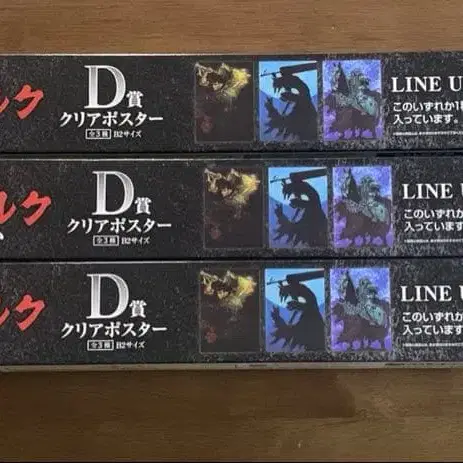 ルク
D賞
クリアポスター
全3種 B2サイズ
LINE U
このいずれか1
入っています。
ルク
D賞
クリアポスター
全3種 B2サイズ
LINE U
このいずれか
入っています。
ルク
D賞
クリアポスター
全3種 B2サイズ
LINE U
このいずれか
入っています。